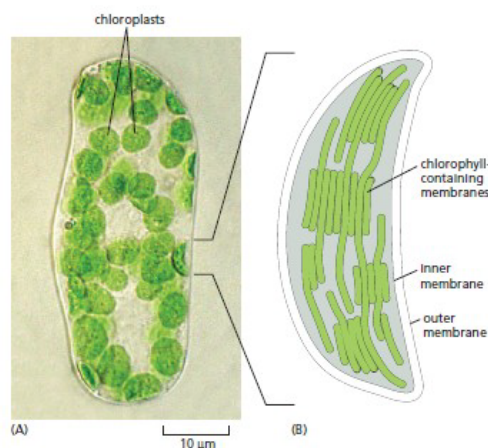 chloroplasts
chlorophyll-
containing
membranes
inner
membrane
outer
membrane
(A)
10 µm
(B)